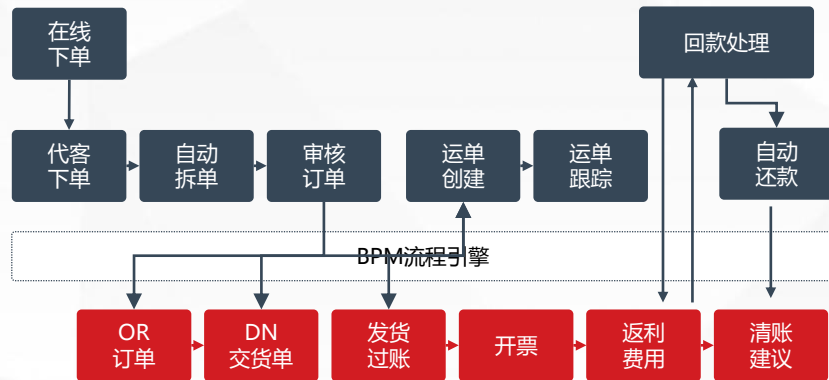 在线
下单
回款处理
代客
下单
自动
拆单
审核
订单
运单
创建
运单
跟踪
自动
还款
BPM流程引擎
OR
订单
DN
交货单
发货
过账
开票
返利
费用
清账
建议